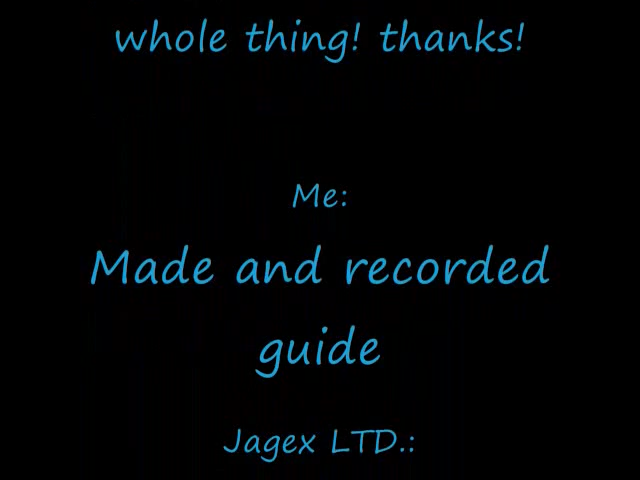 whole thing! thanks!
Me:
Made and recorded
guide
Jagex LTD.: